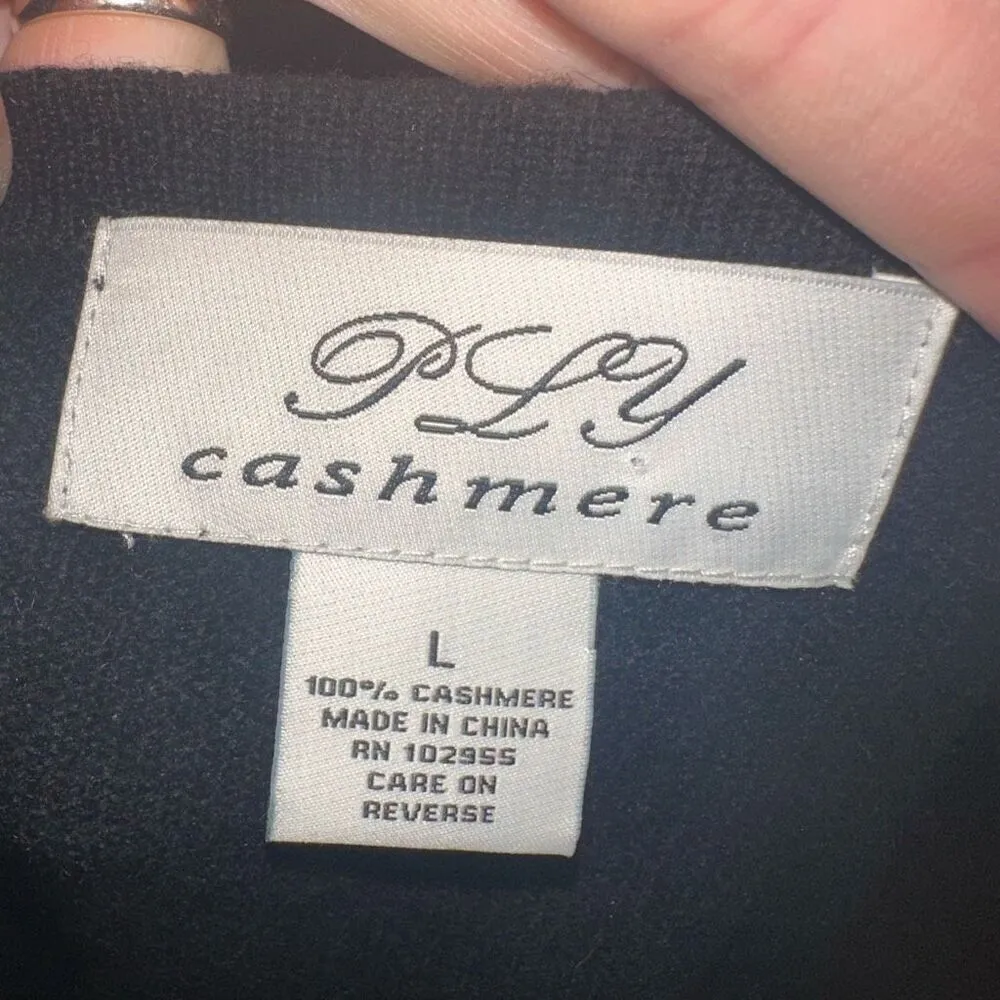 PLY
cashmere
L
100% CASHMERE
MADE IN CHINA
RN 102955
CARE ON
REVERSE